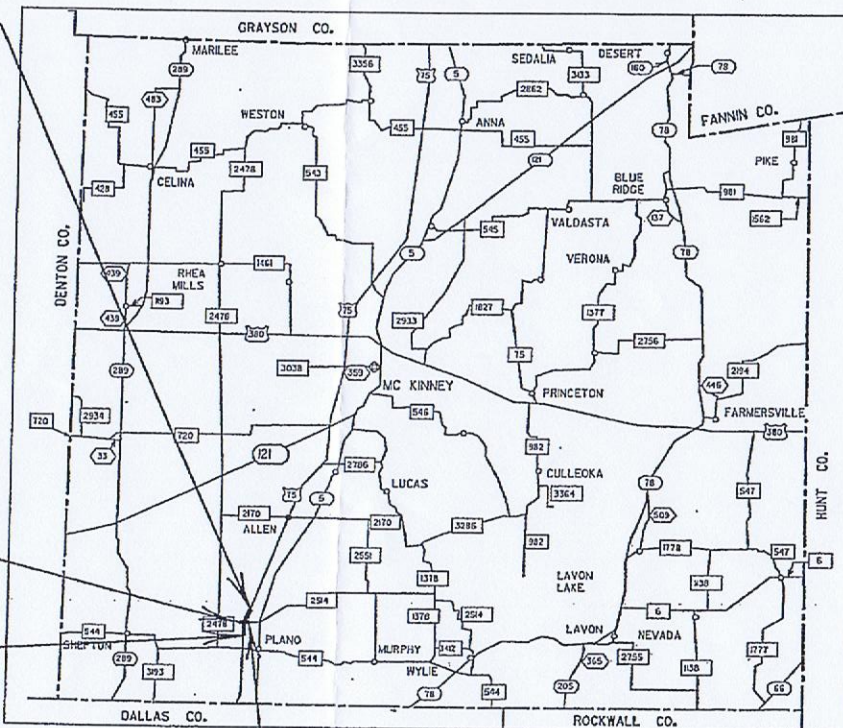 GRAYSON CO.
MARILEE
289
3356
75
5
SEDALIA
DESERT
3133
160
78
455
483
WESTON
2862
ANNA
FANNIN CO.
455
455
78
981
455
121
PIKE
428
CELINA
2478
543
BLUE
RIDGE
981
1562
545
VALDASTA
137
DENTON CO.
5
VERONA
78
439
RHEA
MILLS
1461
1193
75
2933
1827
1377
439
2478
380
75
2756
289
3038
359
2194
MC KINNEY
446
2934
PRINCETON
720
546
FARMERSVILLE
720
380
33
121
982
2786
LUCAS
CULLEOKA
78
HUNT CO.
75
5
3364
547
2170
509
ALLEN
2170
3286
2551
982
1778
547
1378
6
LAVON
LAKE
1138
2514
2478
1378
2514
6
544
PLANO
LAVON
NEVADA
SHEPTON
MURPHY
3412
544
WYLIE
365
2755
1777
289
3193
1138
78
544
205
66
DALLAS CO.
ROCKWALL CO.